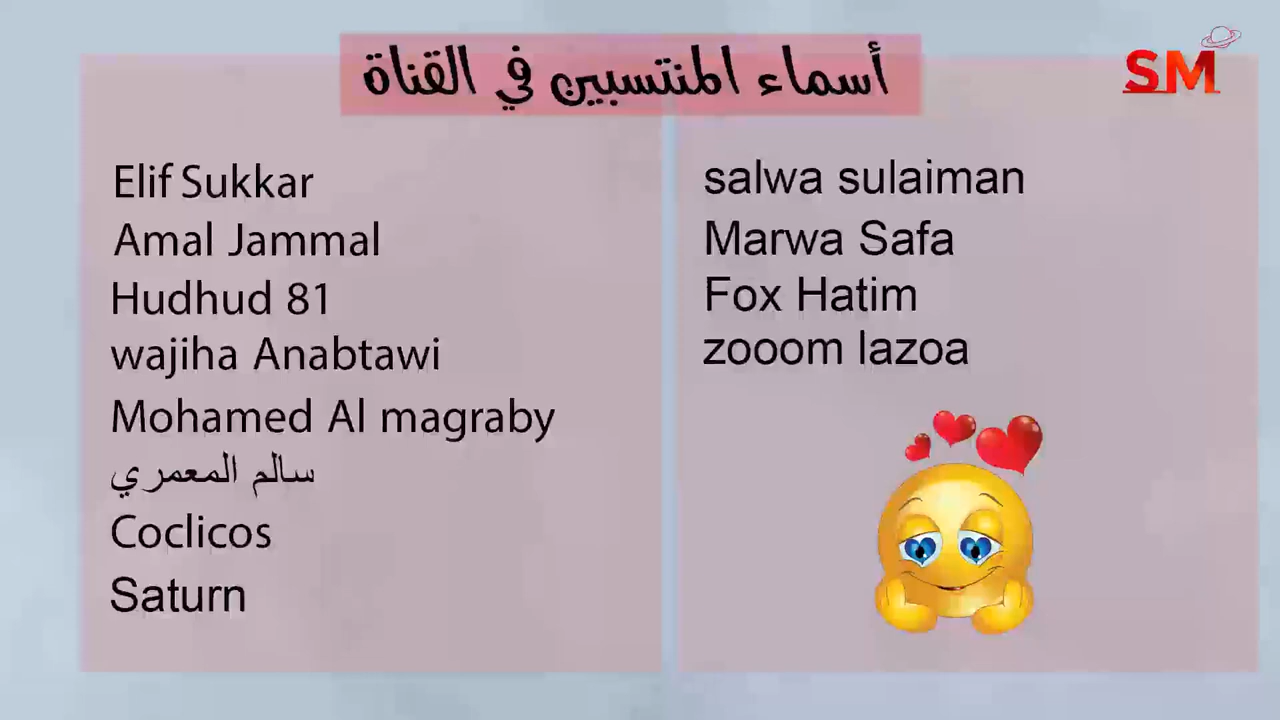 أسماء المنتسبين في القناة
SM
Elif Sukkar
Amal Jammal
Hudhud 81
wajiha Anabtawi
Mohamed Al magraby
سالم المعمري
Coclicos
Saturn
salwa sulaiman
Marwa Safa
Fox Hatim
zooom lazoa